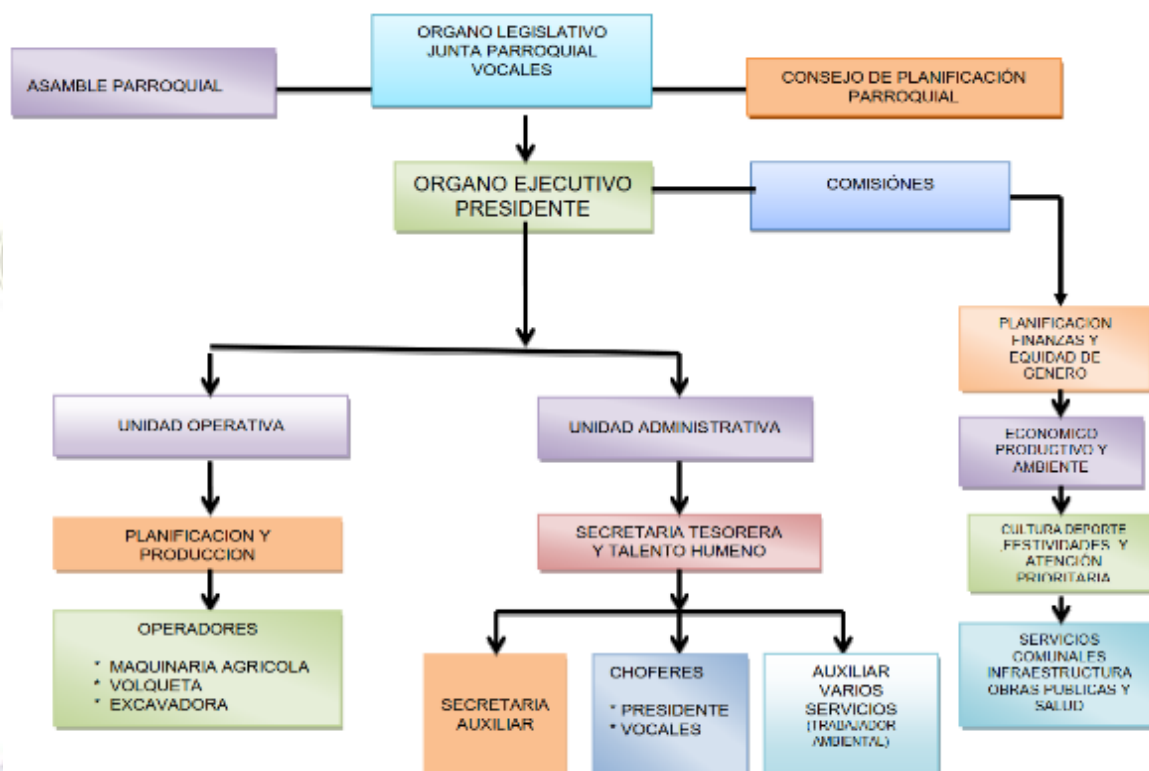 ORGANO LEGISLATIVO
JUNTA PARROQUIAL
VOCALES
ASAMBLE PARROQUIAL
CONSEJO DE PLANIFICACIÓN
PARROQUIAL
ORGANO EJECUTIVO
PRESIDENTE
COMISIÓNES
PLANIFICACION
FINANZAS Y
EQUIDAD DE
GENERO
UNIDAD OPERATIVA
UNIDAD ADMINISTRATIVA
ECONOMICO
PRODUCTIVO Y
AMBIENTE
PLANIFICACION Y
PRODUCCION
SECRETARIA TESORERA
Y TALENTO HUMENO
CULTURA DEPORTE
,FESTIVIDADES Y
ATENCIÓN
PRIORITARIA
OPERADORES
* MAQUINARIA AGRICOLA
* VOLQUETA
* EXCAVADORA
SECRETARIA
AUXILIAR
CHOFERES
* PRESIDENTE
* VOCALES
AUXILIAR
VARIOS
SERVICIOS
(TRABAJADOR
AMBIENTAL)
SERVICIOS
COMUNALES
INFRAESTRUCTURA
OBRAS PUBLICAS Y
SALUD